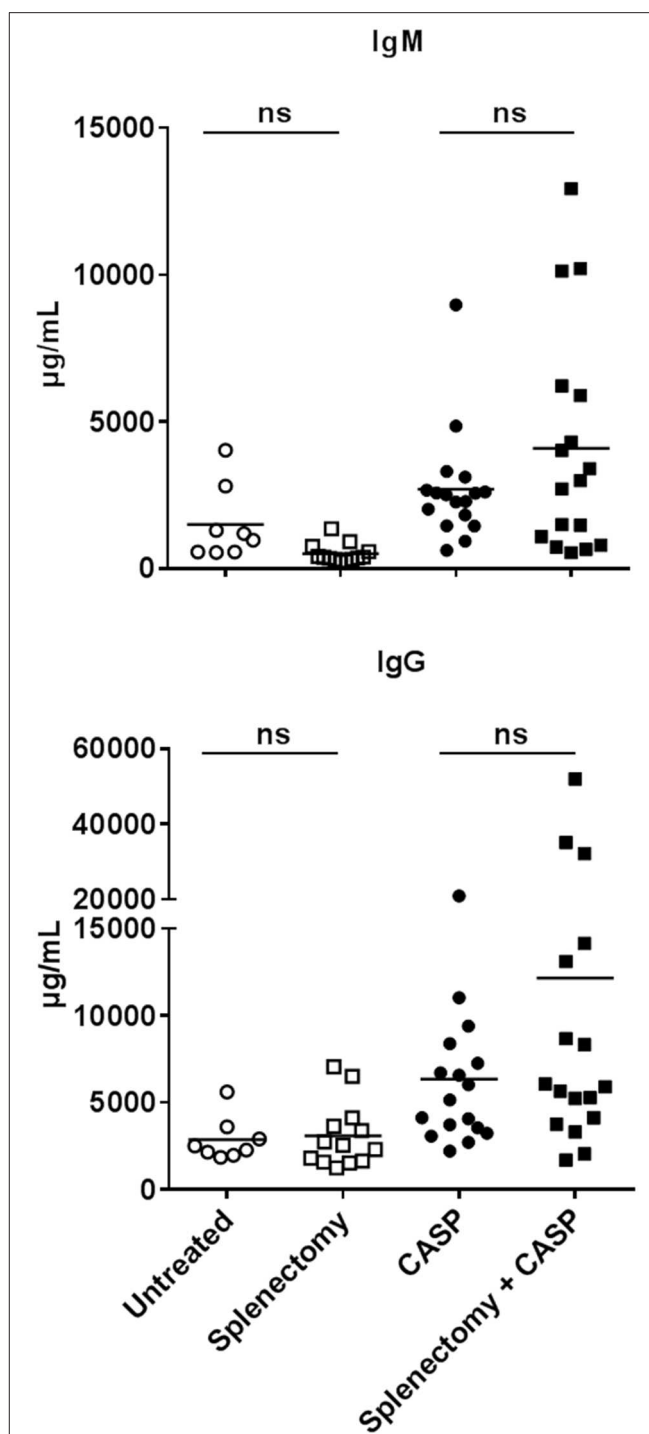 IgM
ns ns
15000
10000
5000
0
µg/mL
IgG
ns ns
60000
40000
20000
15000
10000
5000
0
µg/mL
Untreated
Splenectomy
CASP
Splenectomy + CASP